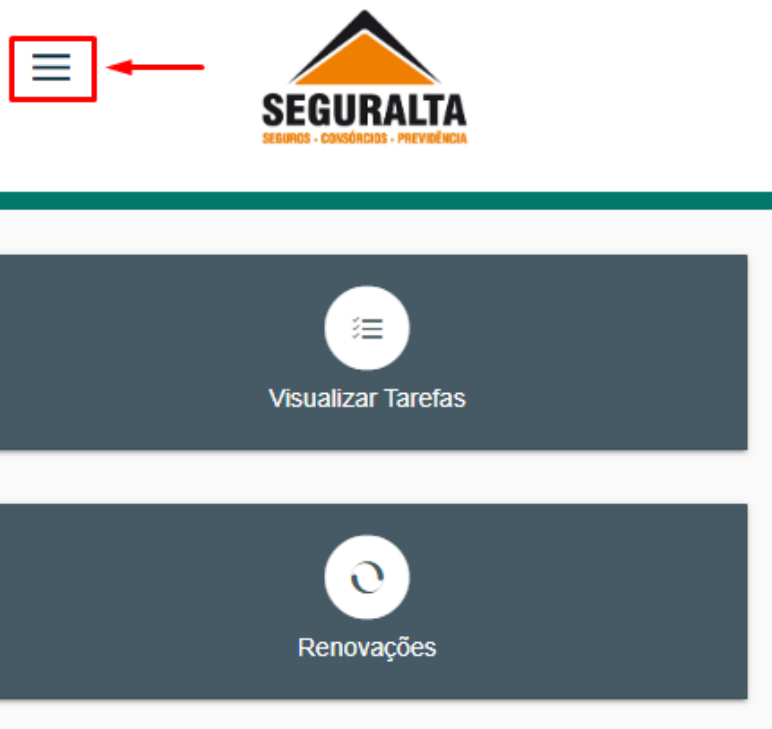 SEGURALTA
SEGUROS - CONSÓRCIOS - PREVIDÊNCIA
Visualizar Tarefas
Renovações